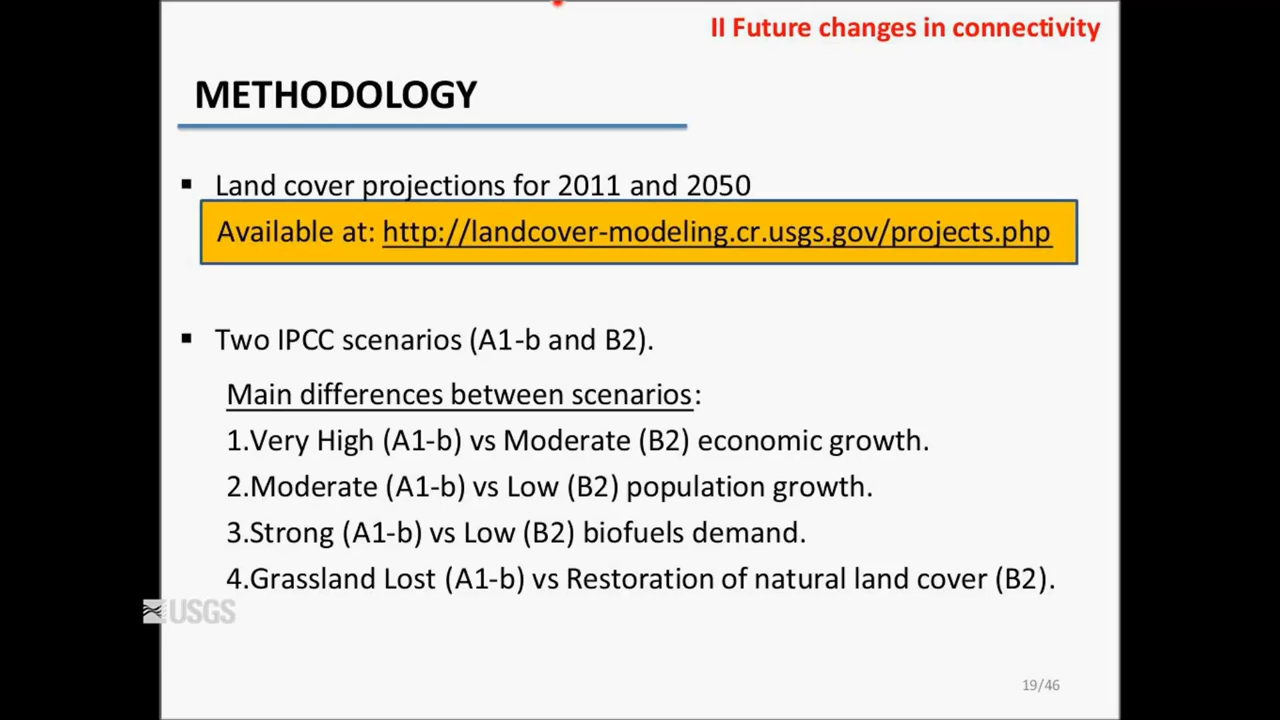 II Future changes in connectivity
METHODOLOGY
▪ Land cover projections for 2011 and 2050
Available at: http://landcover-modeling.cr.usgs.gov/projects.php
▪ Two IPCC scenarios (A1-b and B2).
Main differences between scenarios:
1.Very High (A1-b) vs Moderate (B2) economic growth.
2.Moderate (A1-b) vs Low (B2) population growth.
3.Strong (A1-b) vs Low (B2) biofuels demand.
4.Grassland Lost (A1-b) vs Restoration of natural land cover (B2).
USGS
19/46